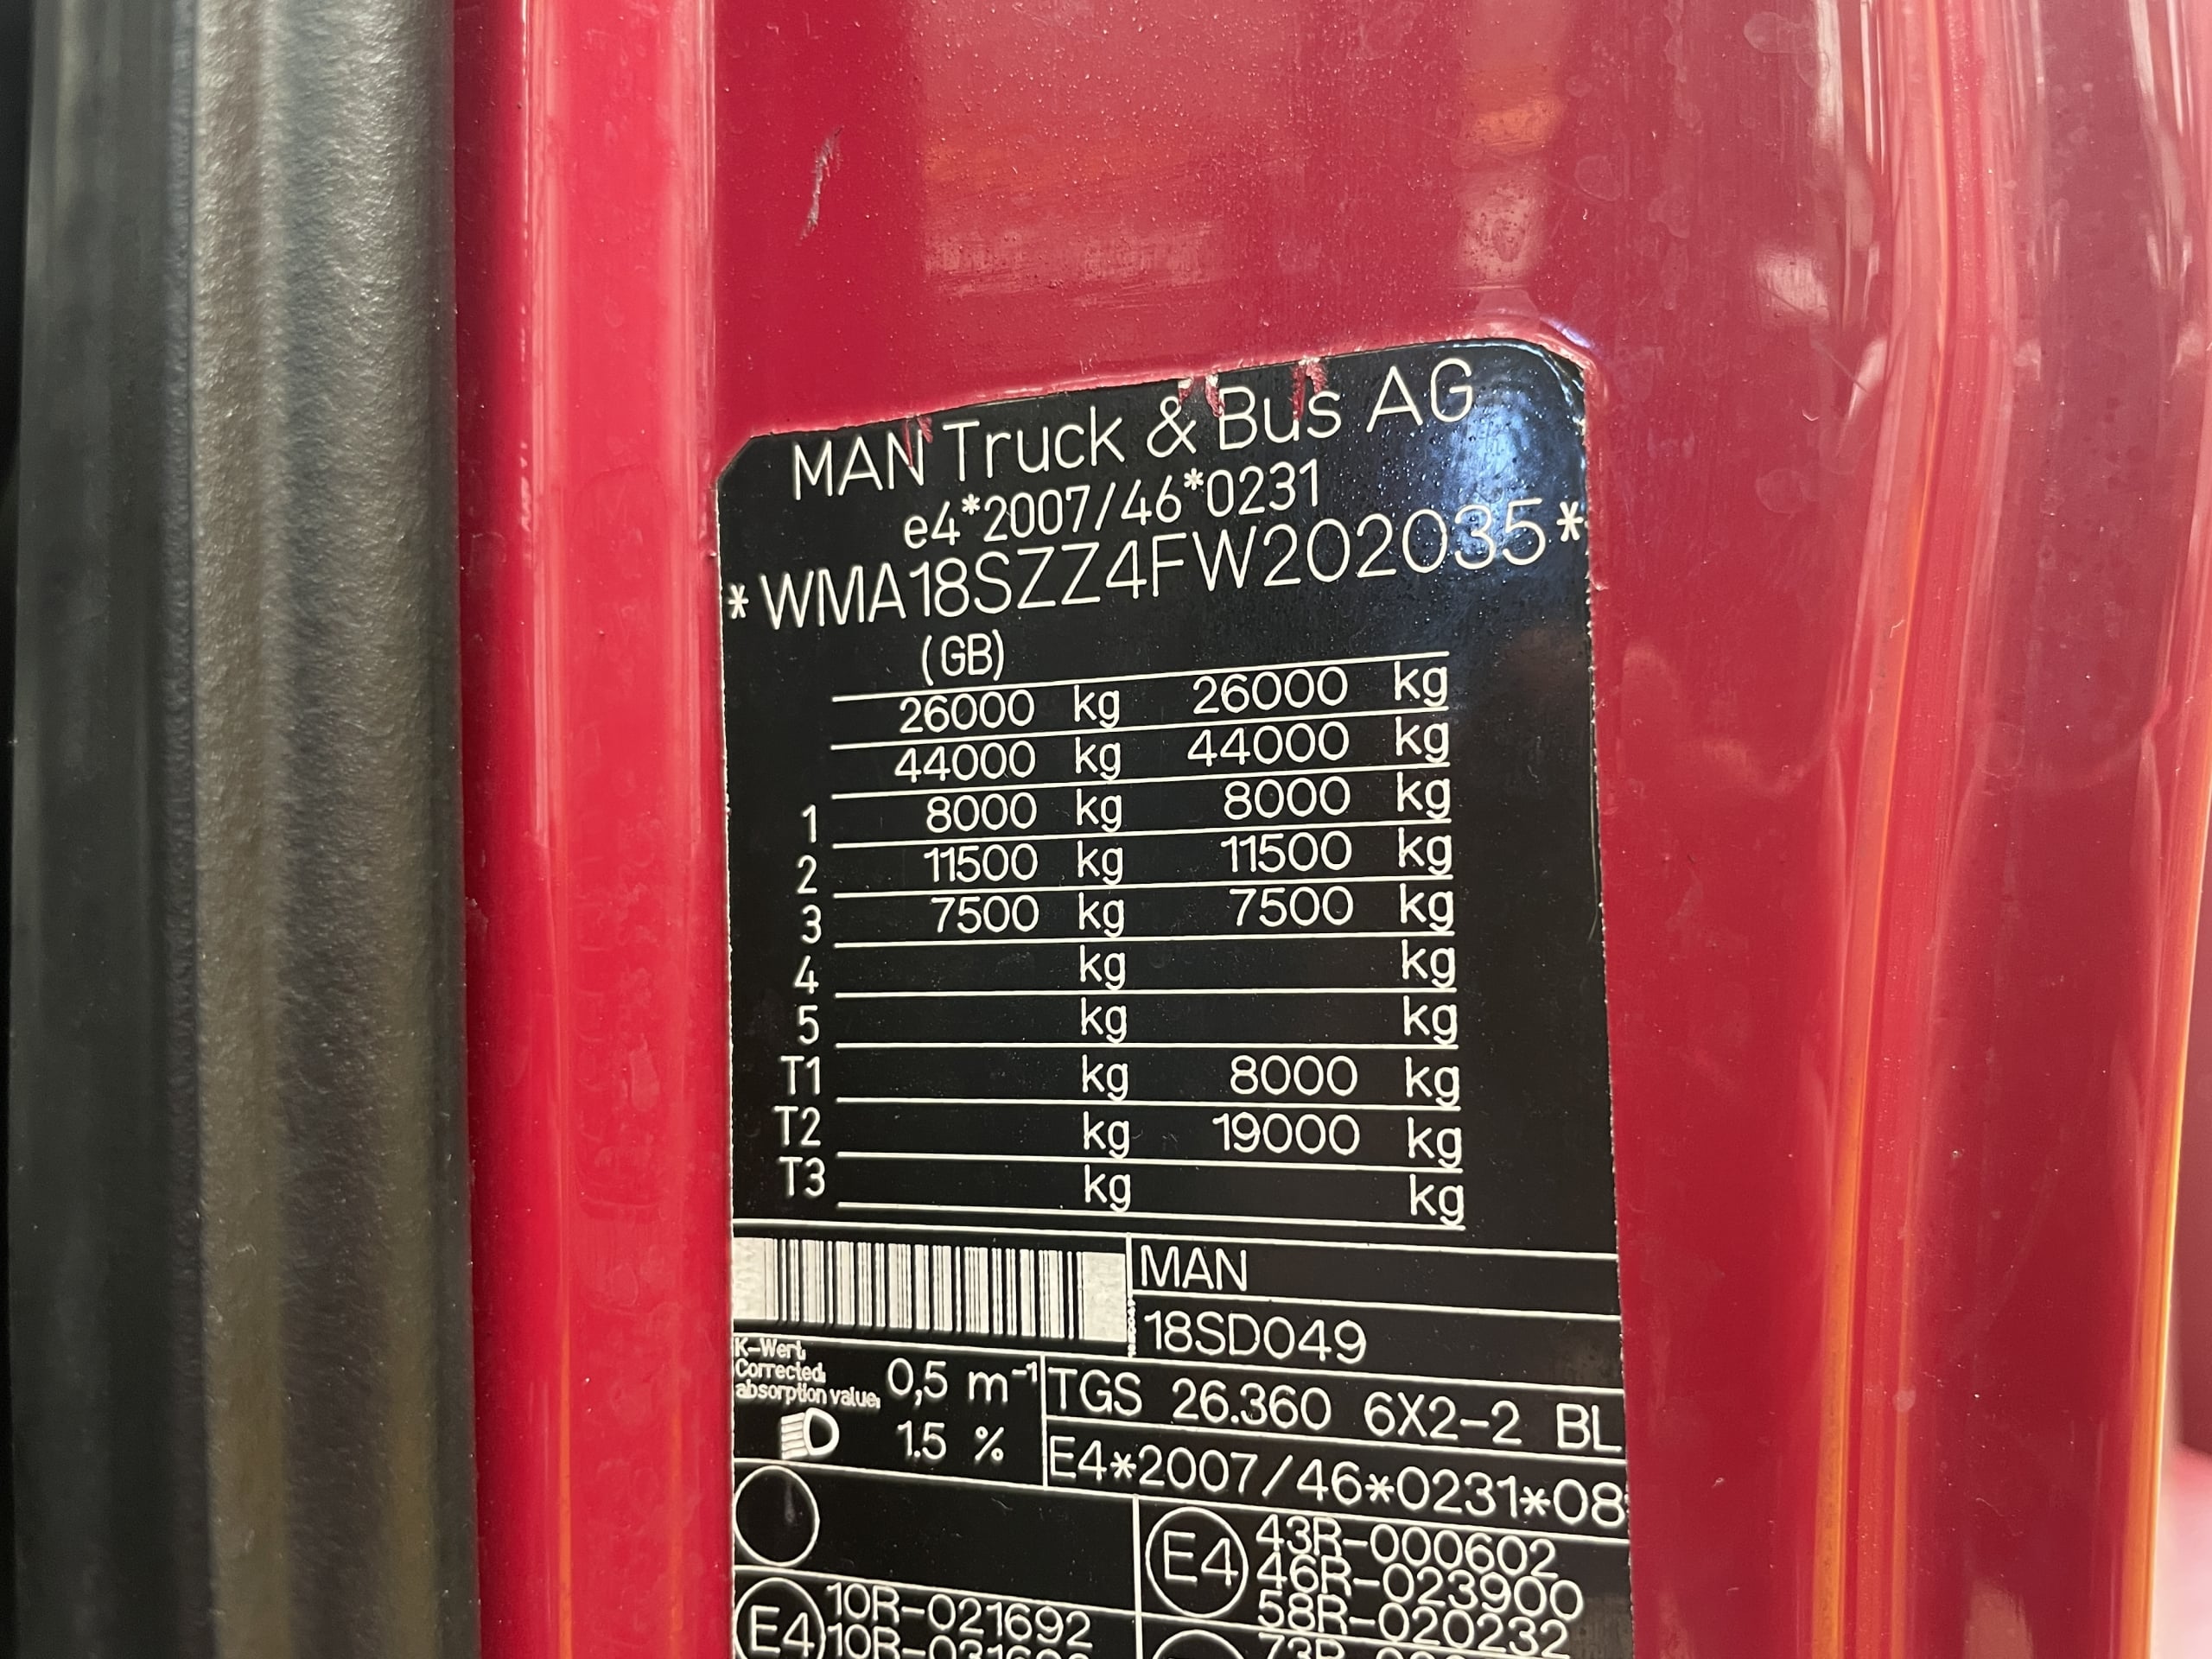 MAN Truck & Bus AG
e4*2007/46*0231
*WMA18SZZ4FW202035*
(GB)
26000 kg 26000 kg
44000 kg 44000 kg
1 8000 kg 8000 kg
2 11500 kg 11500 kg
3 7500 kg 7500 kg
4 kg kg
5 kg kg
T1 kg 8000 kg
T2 kg 19000 kg
T3 kg kg
MAN
18SD049
K-Wert,
Corrected,
absorption value,
0,5 m⁻¹
1.5 %
TGS 26.360 6X2-2 BL
E4*2007/46*0231*08
E4
43R-000602
46R-023900
58R-020232
E4
10R-021692